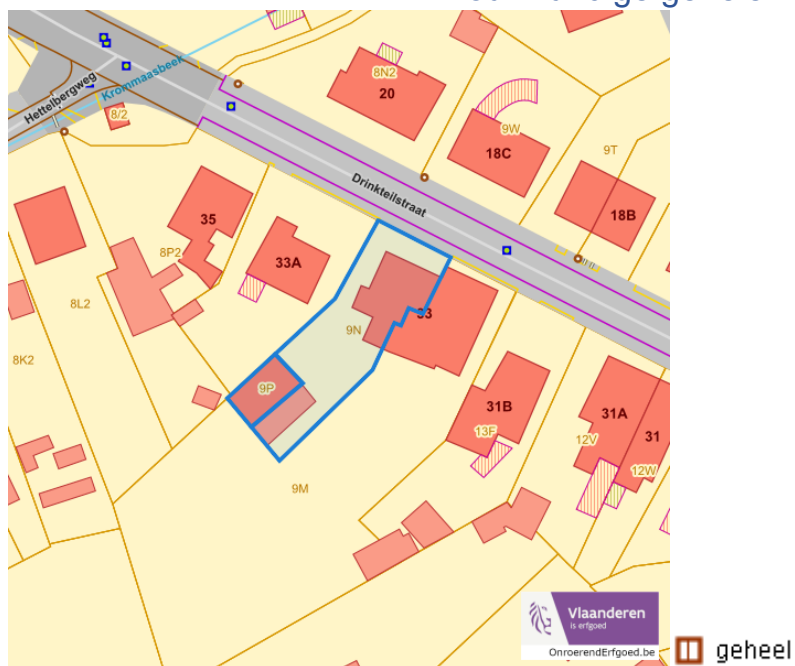 Hettelbergweg
Krommaasbeek
8/2
8N2
20
9W
18C
9T
18B
Drinkteilstraat
35
8P2
33A
8L2
9N
33
8K2
9P
31B
13F
31A
31
12V
12W
9M
Vlaanderen
is erfgoed
OnroerendErfgoed.be
geheel